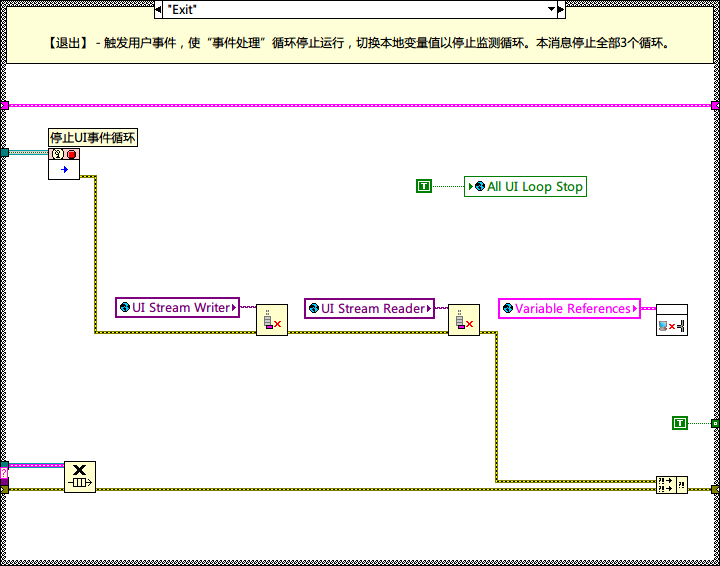 "Exit"
【退出】 - 触发用户事件，使“事件处理”循环停止运行，切换本地变量值以停止监测循环。本消息停止全部3个循环。
停止UI事件循环
T
All UI Loop Stop
UI Stream Writer
UI Stream Reader
Variable References
T